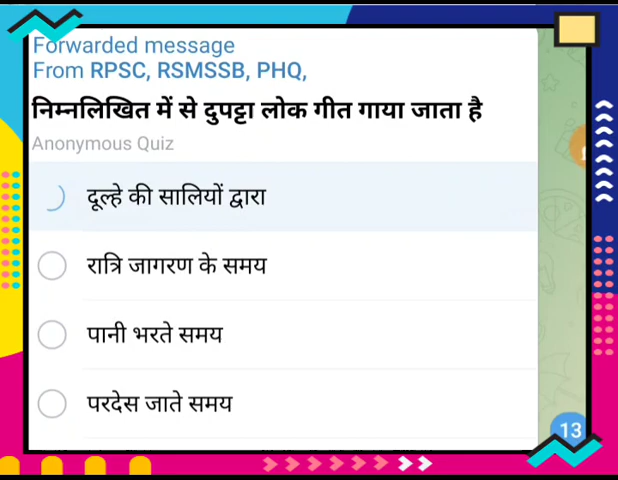 Forwarded message
From RPSC, RSMSSB, PHQ,
निम्नलिखित में से दुपट्टा लोक गीत गाया जाता है
Anonymous Quiz
दूल्हे की सालियों द्वारा
रात्रि जागरण के समय
पानी भरते समय
परदेस जाते समय
13